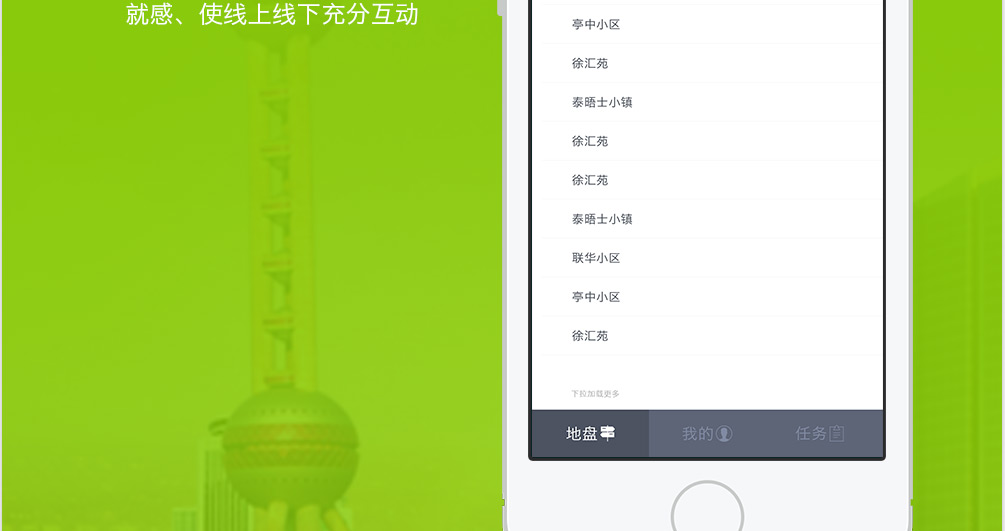 就感、使线上线下充分互动
亭中小区
徐汇苑
泰晤士小镇
徐汇苑
徐汇苑
泰晤士小镇
联华小区
亭中小区
徐汇苑
下拉加载更多
地盘 我的 任务